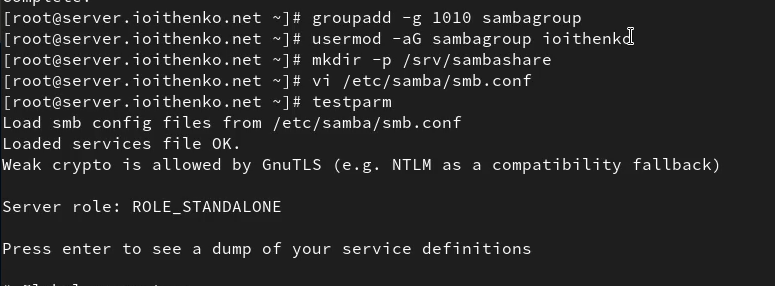 [root@server.ioithenko.net ~]# groupadd -g 1010 sambagroup
[root@server.ioithenko.net ~]# usermod -aG sambagroup ioithenko
[root@server.ioithenko.net ~]# mkdir -p /srv/sambashare
[root@server.ioithenko.net ~]# vi /etc/samba/smb.conf
[root@server.ioithenko.net ~]# testparm
Load smb config files from /etc/samba/smb.conf
Loaded services file OK.
Weak crypto is allowed by GnuTLS (e.g. NTLM as a compatibility fallback)
Server role: ROLE_STANDALONE
Press enter to see a dump of your service definitions